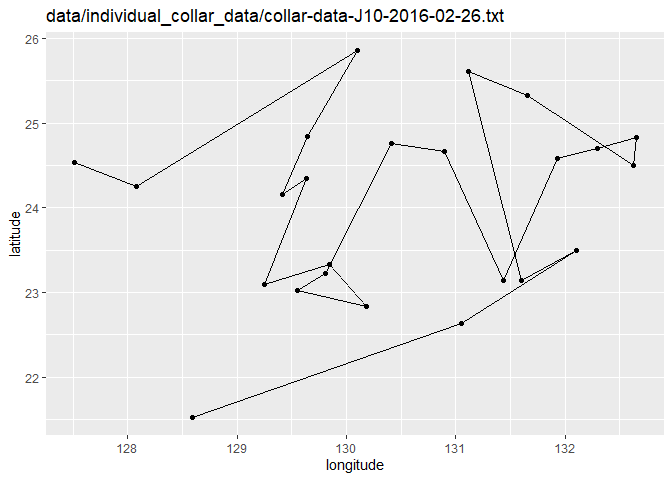 data/individual_collar_data/collar-data-J10-2016-02-26.txt
26
25
24
23
22
latitude
128 129 130 131 132
longitude